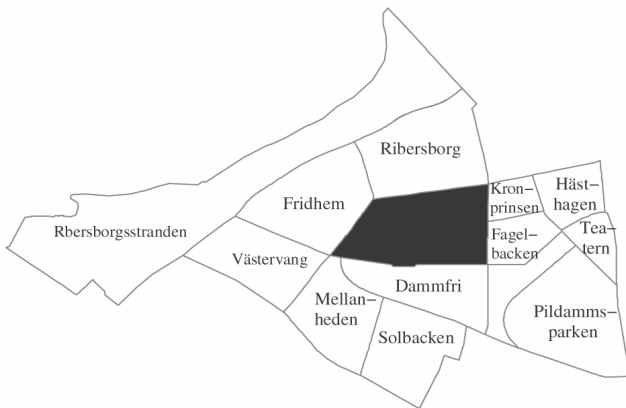 Ribersborg
Kron–
prinsen
Häst–
hagen
Fridhem
Rbersborgsstranden
Fagel–
backen
Tea–
tern
Västervang
Dammfri
Mellan–
heden
Pildamms-
parken
Solbacken